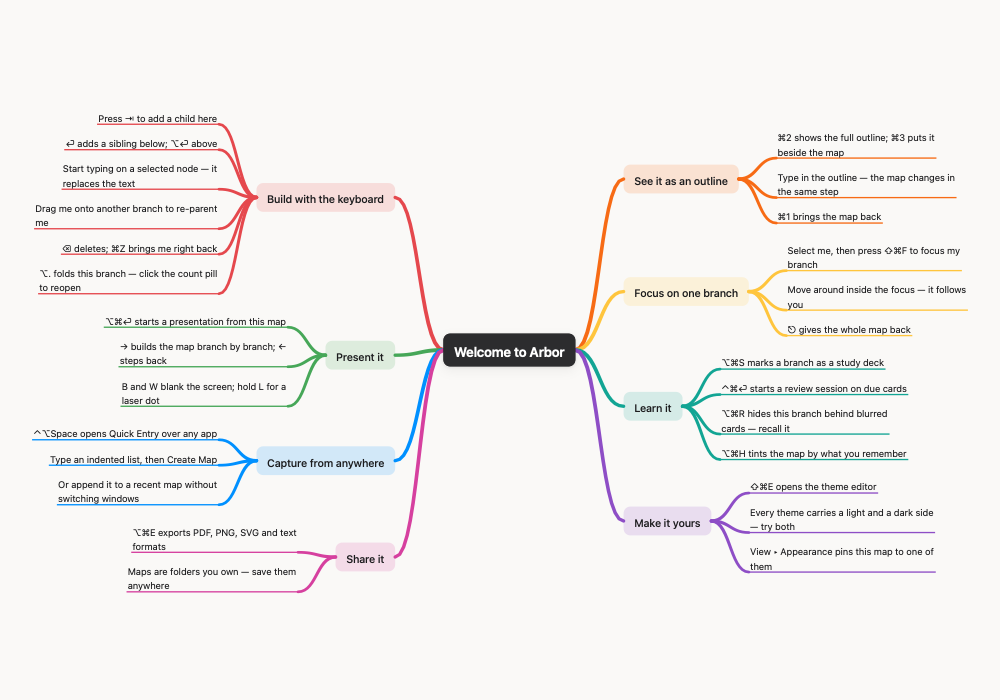 Welcome to Arbor
Build with the keyboard
Press ⇥ to add a child here
⏎ adds a sibling below; ⌥⏎ above
Start typing on a selected node — it
replaces the text
Drag me onto another branch to re-parent
me
⌫ deletes; ⌘Z brings me right back
⌥. folds this branch — click the count pill
to reopen
Present it
⌥⌘⏎ starts a presentation from this map
→ builds the map branch by branch; ←
steps back
B and W blank the screen; hold L for a
laser dot
Capture from anywhere
^⌥Space opens Quick Entry over any app
Type an indented list, then Create Map
Or append it to a recent map without
switching windows
Share it
⌥⌘E exports PDF, PNG, SVG and text
formats
Maps are folders you own — save them
anywhere
See it as an outline
⌘2 shows the full outline; ⌘3 puts it
beside the map
Type in the outline — the map changes in
the same step
⌘1 brings the map back
Focus on one branch
Select me, then press ⇧⌘F to focus my
branch
Move around inside the focus — it follows
you
⎋ gives the whole map back
Learn it
⌥⌘S marks a branch as a study deck
^⌘⏎ starts a review session on due cards
⌥⌘R hides this branch behind blurred
cards — recall it
⌥⌘H tints the map by what you remember
Make it yours
⇧⌘E opens the theme editor
Every theme carries a light and a dark side
— try both
View ▸ Appearance pins this map to one of
them